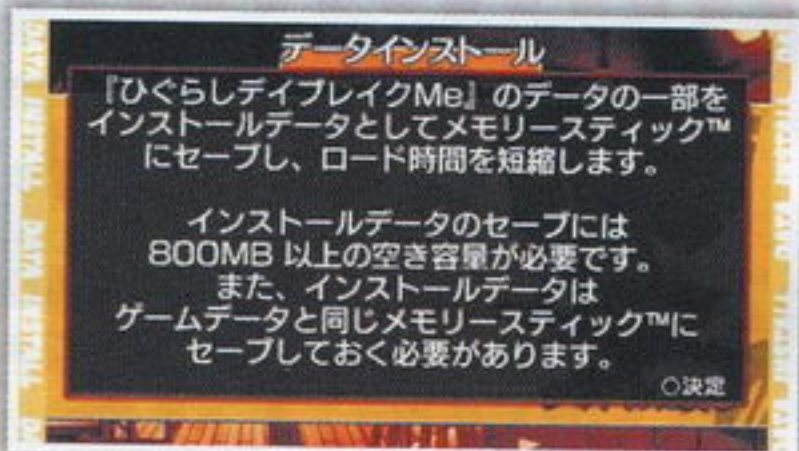 データインストール
『ひぐらしデイブレイクMe』のデータの一部を
インストールデータとしてメモリースティック™
にセーブし、ロード時間を短縮します。
インストールデータのセーブには
800MB 以上の空き容量が必要です。
また、インストールデータは
ゲームデータと同じメモリースティック™に
セーブしておく必要があります。
○決定
DATA INSTALL DATA INSTALL